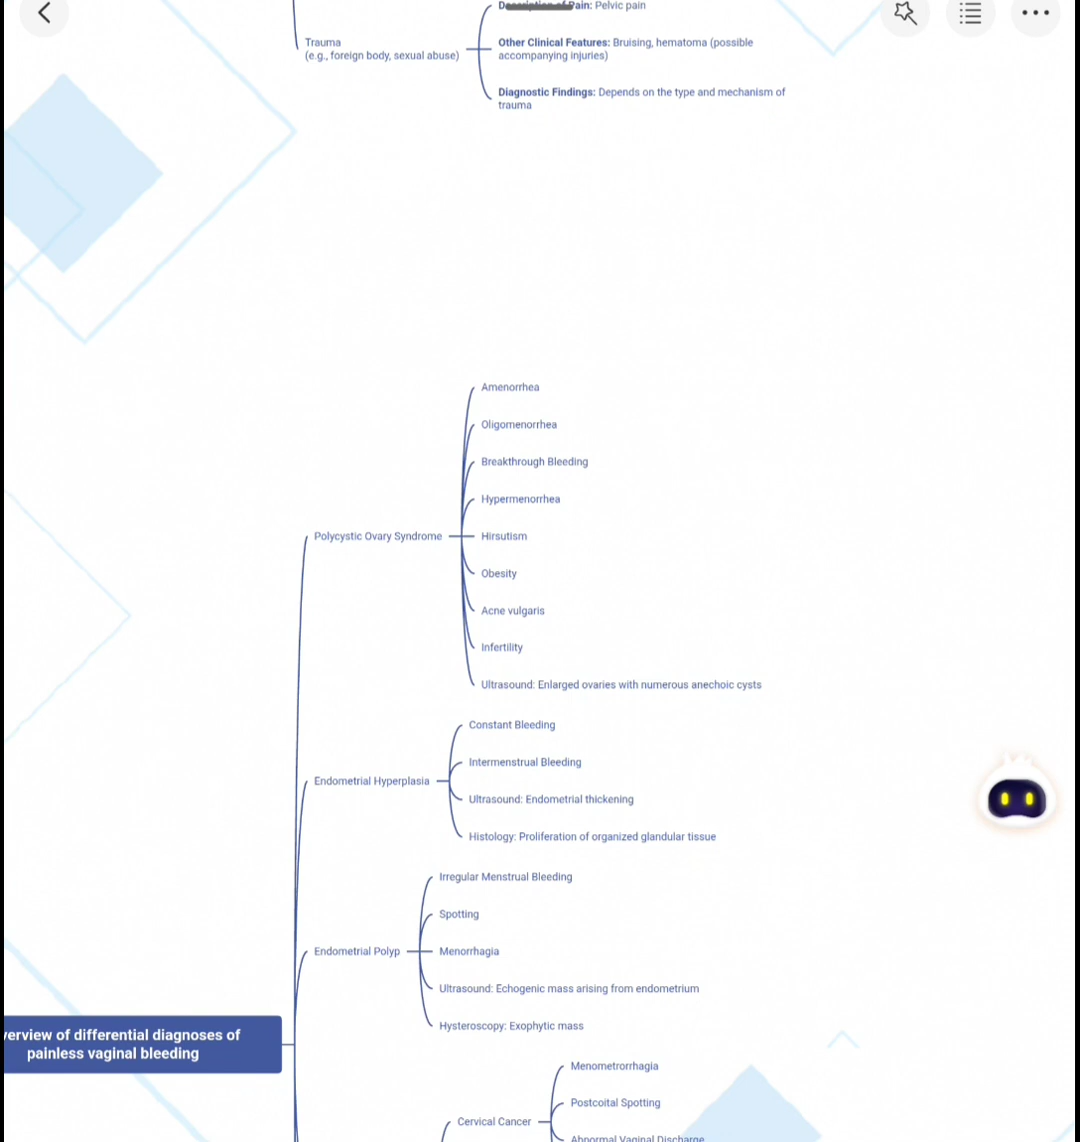 Pain: Pelvic pain
Trauma
(e.g., foreign body, sexual abuse)
Other Clinical Features: Bruising, hematoma (possible
accompanying injuries)
Diagnostic Findings: Depends on the type and mechanism of
trauma
Amenorrhea
Oligomenorrhea
Breakthrough Bleeding
Hypermenorrhea
Polycystic Ovary Syndrome
Hirsutism
Obesity
Acne vulgaris
Infertility
Ultrasound: Enlarged ovaries with numerous anechoic cysts
Constant Bleeding
Intermenstrual Bleeding
Endometrial Hyperplasia
Ultrasound: Endometrial thickening
Histology: Proliferation of organized glandular tissue
Irregular Menstrual Bleeding
Spotting
Endometrial Polyp
Menorrhagia
Ultrasound: Echogenic mass arising from endometrium
Hysteroscopy: Exophytic mass
verview of differential diagnoses of
painless vaginal bleeding
Menometrorrhagia
Postcoital Spotting
Cervical Cancer
Abnormal Vaginal Discharge